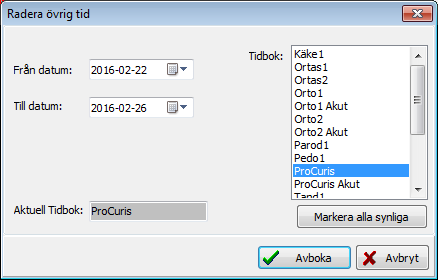 Radera övrig tid
Från datum: 2016-02-22
Till datum: 2016-02-26
Tidbok:
Käke1
Ortas1
Ortas2
Orto1
Orto1 Akut
Orto2
Orto2 Akut
Parod1
Pedo1
ProCuris
ProCuris Akut
Tand1
Aktuell Tidbok: ProCuris
Markera alla synliga
Avboka Avbryt